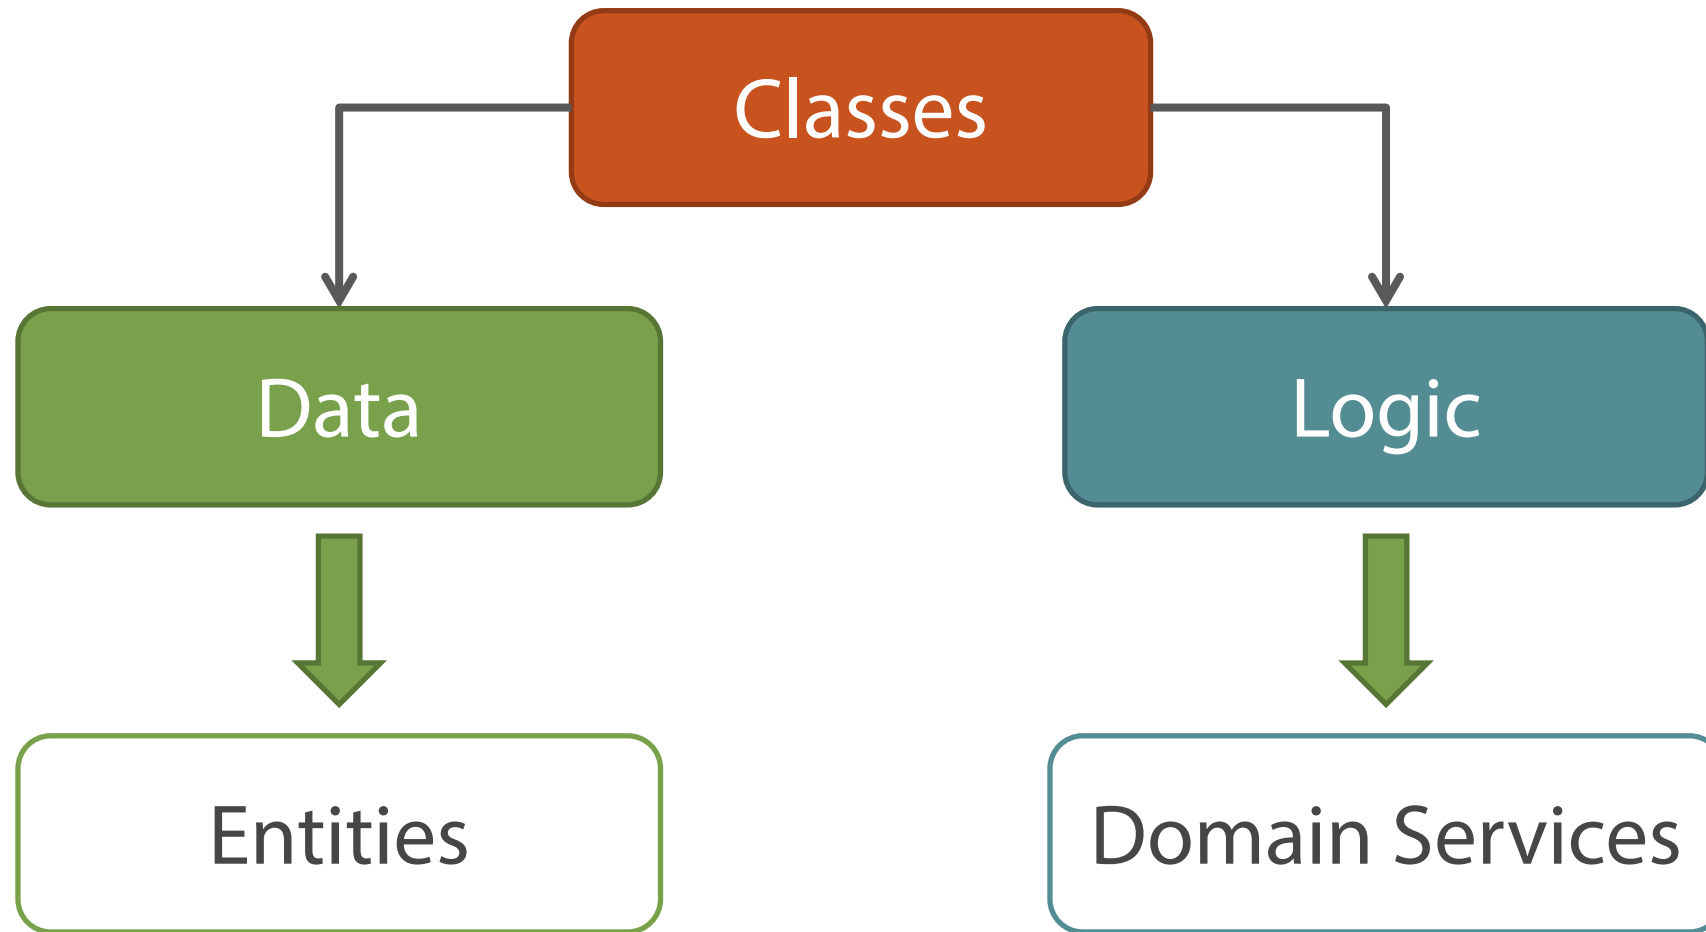 Classes
Data
Logic
Entities
Domain Services